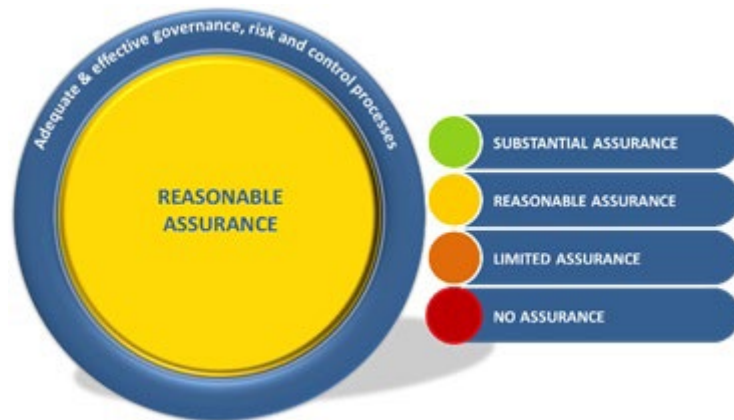 Adequate & effective governance, risk and control processes
REASONABLE
ASSURANCE
SUBSTANTIAL ASSURANCE
REASONABLE ASSURANCE
LIMITED ASSURANCE
NO ASSURANCE